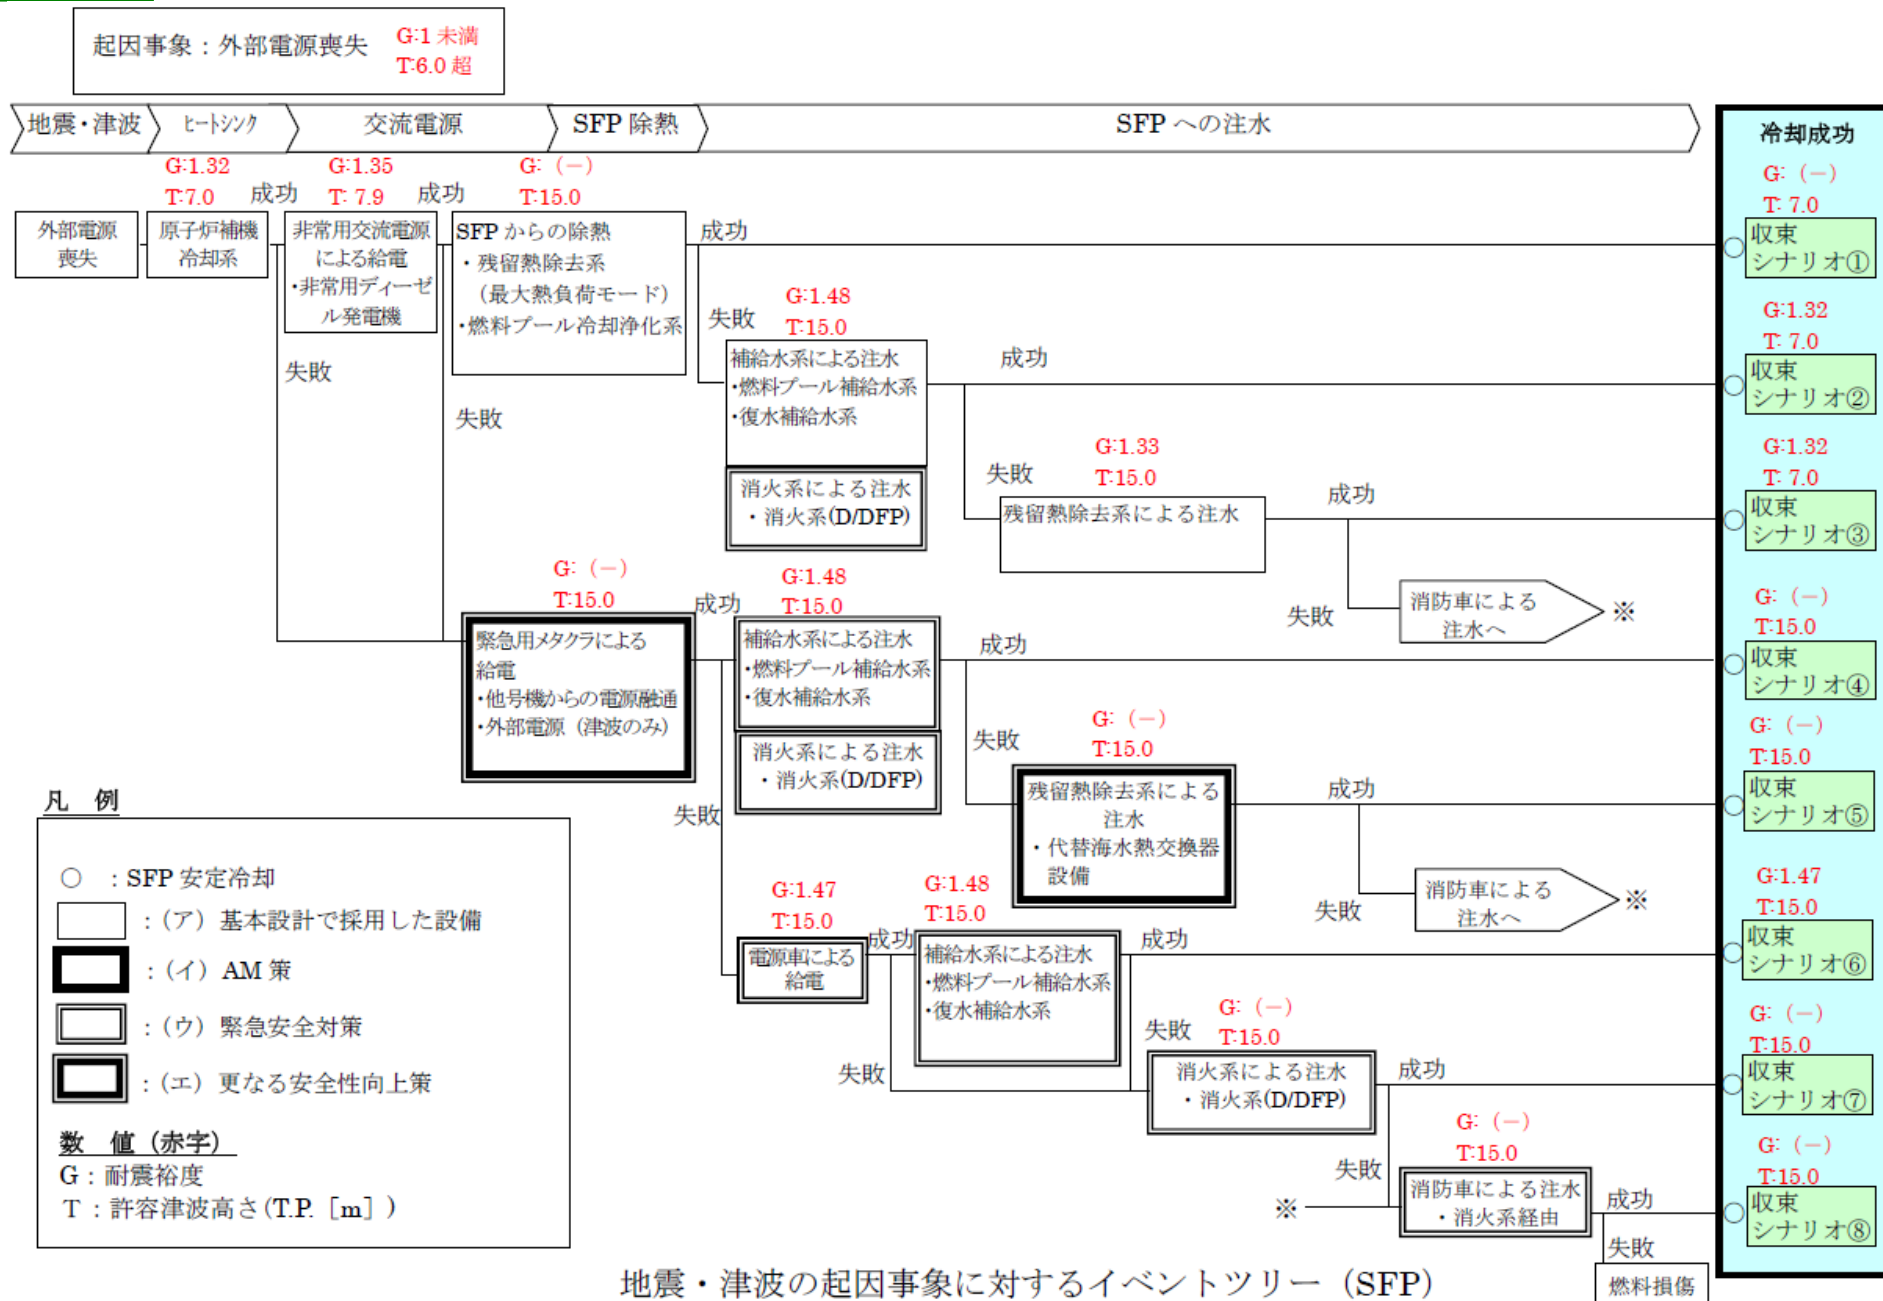 起因事象：外部電源喪失
G:1 未満
T:6.0 超
地震・津波
ﾋｰﾄｼﾝｸ
交流電源
SFP 除熱
SFP への注水
冷却成功
G:1.32
T:7.0
成功
G:1.35
T: 7.9
成功
G:（－）
T:15.0
G:（－）
T: 7.0
外部電源
喪失
原子炉補機
冷却系
非常用交流電源
による給電
・非常用ディーゼ
ル発電機
失敗
SFP からの除熱
・残留熱除去系
（最大熱負荷モード）
・燃料プール冷却浄化系
失敗
成功
収束
シナリオ①
失敗
G:1.48
T:15.0
補給水系による注水
・燃料プール補給水系
・復水補給水系
消火系による注水
・消火系(D/DFP)
成功
G:1.32
T: 7.0
収束
シナリオ②
失敗
G:1.33
T:15.0
残留熱除去系による注水
成功
G:1.32
T: 7.0
収束
シナリオ③
失敗
消防車による
注水へ
※
G:（－）
T:15.0
緊急用メタクラによる
給電
・他号機からの電源融通
・外部電源（津波のみ）
成功
G:1.48
T:15.0
補給水系による注水
・燃料プール補給水系
・復水補給水系
消火系による注水
・消火系(D/DFP)
成功
G:（－）
T:15.0
収束
シナリオ④
失敗
G:（－）
T:15.0
残留熱除去系による
注水
・代替海水熱交換器
設備
成功
G:（－）
T:15.0
収束
シナリオ⑤
失敗
消防車による
注水へ
※
失敗
G:1.47
T:15.0
電源車による
給電
成功
G:1.48
T:15.0
補給水系による注水
・燃料プール補給水系
・復水補給水系
成功
G:1.47
T:15.0
収束
シナリオ⑥
失敗
失敗
G:（－）
T:15.0
消火系による注水
・消火系(D/DFP)
成功
G:（－）
T:15.0
収束
シナリオ⑦
失敗
G:（－）
T:15.0
※
消防車による注水
・消火系経由
成功
G:（－）
T:15.0
収束
シナリオ⑧
失敗
燃料損傷
凡 例
○ ：SFP 安定冷却
：（ア）基本設計で採用した設備
：（イ）AM 策
：（ウ）緊急安全対策
：（エ）更なる安全性向上策
数 値（赤字）
G：耐震裕度
T：許容津波高さ(T.P.［m］)
地震・津波の起因事象に対するイベントツリー（SFP）